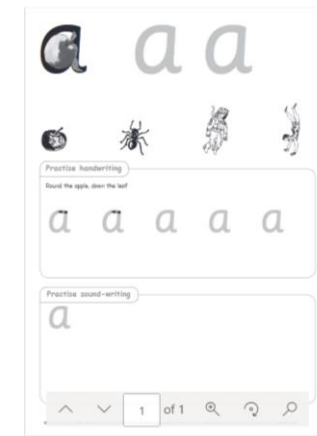 a a a
Practise handwriting
Round the apple, down the leaf
a a a a a
Practise sound-writing
a
1 of 1